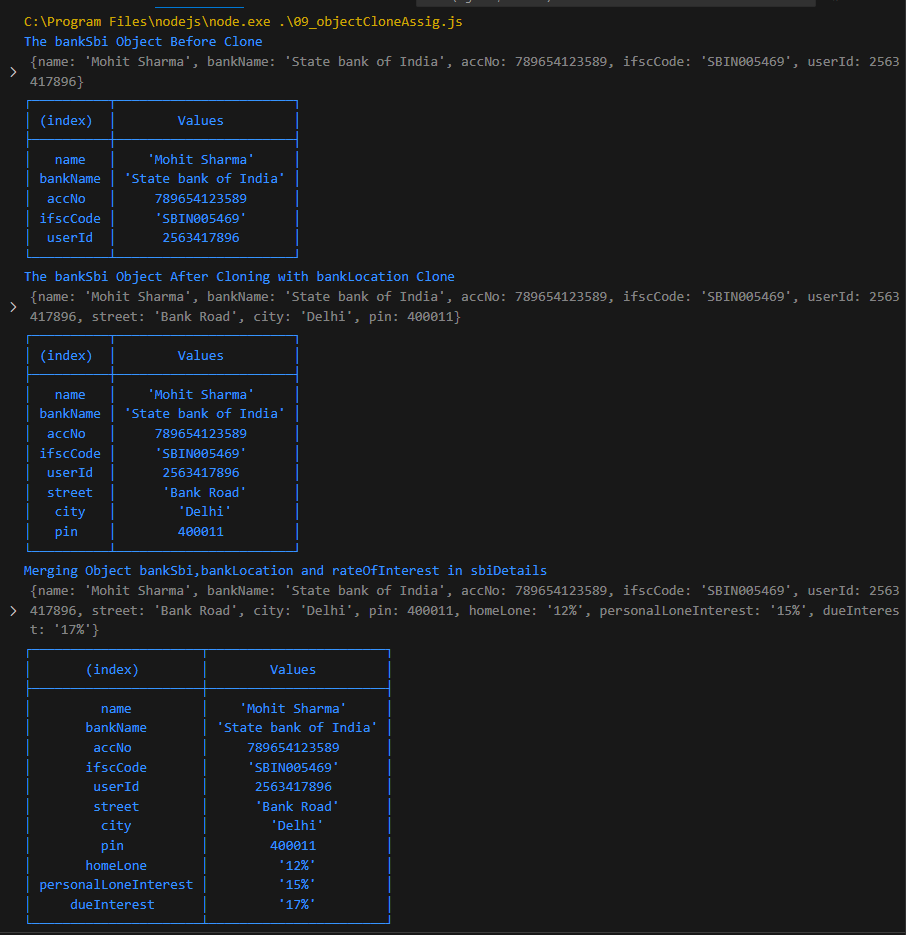 C:\Program Files\nodejs\node.exe .\09_objectCloneAssig.js
The bankSbi Object Before Clone
{name: 'Mohit Sharma', bankName: 'State bank of India', accNo: 789654123589, ifscCode: 'SBIN005469', userId: 2563
417896}
(index) Values
name 'Mohit Sharma'
bankName 'State bank of India'
accNo 789654123589
ifscCode 'SBIN005469'
userId 2563417896
The bankSbi Object After Cloning with bankLocation Clone
{name: 'Mohit Sharma', bankName: 'State bank of India', accNo: 789654123589, ifscCode: 'SBIN005469', userId: 2563
417896, street: 'Bank Road', city: 'Delhi', pin: 400011}
(index) Values
name 'Mohit Sharma'
bankName 'State bank of India'
accNo 789654123589
ifscCode 'SBIN005469'
userId 2563417896
street 'Bank Road'
city 'Delhi'
pin 400011
Merging Object bankSbi,bankLocation and rateOfInterest in sbiDetails
{name: 'Mohit Sharma', bankName: 'State bank of India', accNo: 789654123589, ifscCode: 'SBIN005469', userId: 2563
417896, street: 'Bank Road', city: 'Delhi', pin: 400011, homeLone: '12%', personalLoneInterest: '15%', dueInteres
t: '17%'}
(index) Values
name 'Mohit Sharma'
bankName 'State bank of India'
accNo 789654123589
ifscCode 'SBIN005469'
userId 2563417896
street 'Bank Road'
city 'Delhi'
pin 400011
homeLone '12%'
personalLoneInterest '15%'
dueInterest '17%'